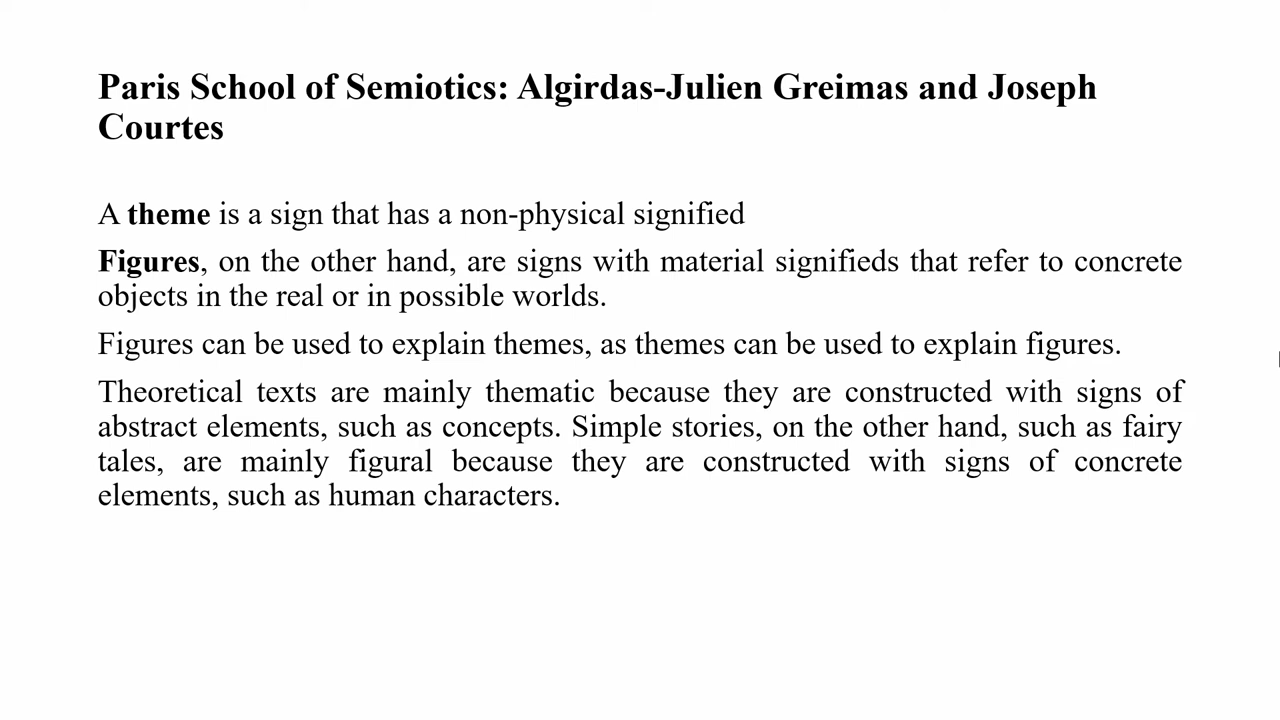 Paris School of Semiotics: Algirdas-Julien Greimas and Joseph
Courtes
A theme is a sign that has a non-physical signified
Figures, on the other hand, are signs with material signifieds that refer to concrete
objects in the real or in possible worlds.
Figures can be used to explain themes, as themes can be used to explain figures.
Theoretical texts are mainly thematic because they are constructed with signs of
abstract elements, such as concepts. Simple stories, on the other hand, such as fairy
tales, are mainly figural because they are constructed with signs of concrete
elements, such as human characters.